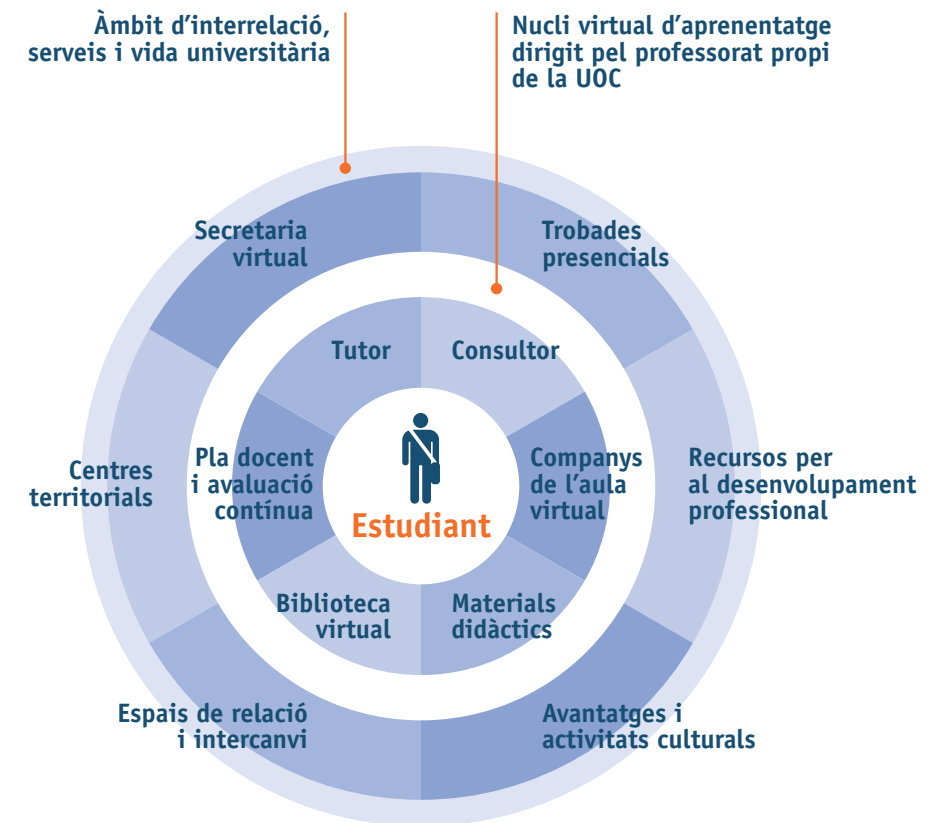 Àmbit d’interrelació,
serveis i vida universitària
Nucli virtual d’aprenentatge
dirigit pel professorat propi
de la UOC
Secretaria
virtual
Trobades
presencials
Tutor
Consultor
Centres
territorials
Pla docent
i avaluació
contínua
Companys
de l’aula
virtual
Recursos per
al desenvolupament
professional
Estudiant
Biblioteca
virtual
Materials
didàctics
Espais de relació
i intercanvi
Avantatges i
activitats culturals